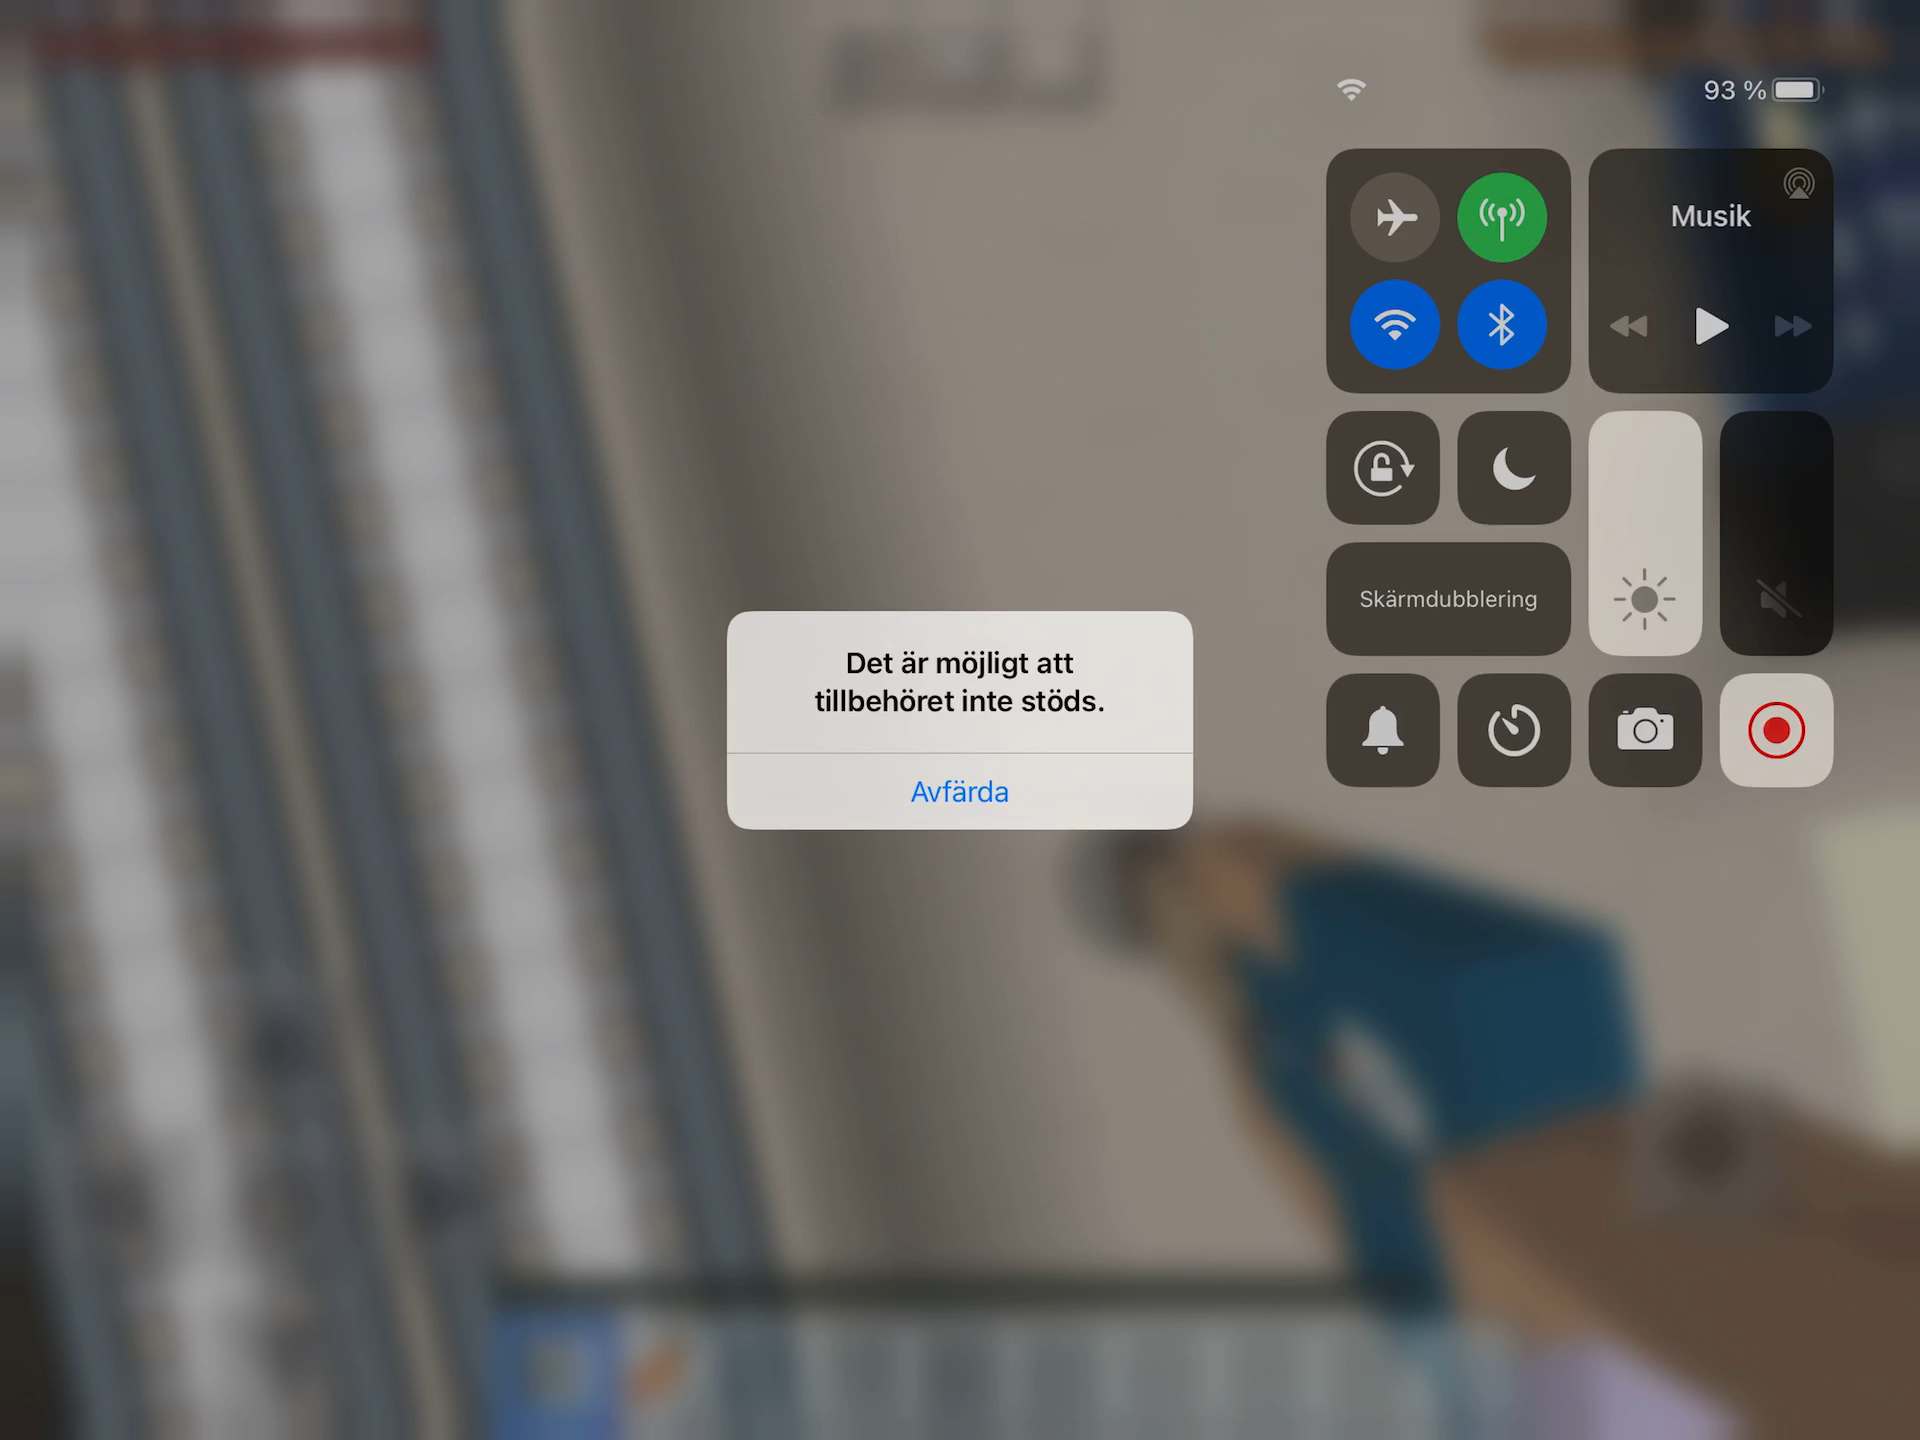 93 %
Musik
Skärmdubblering
Det är möjligt att
tillbehöret inte stöds.
Avfärda